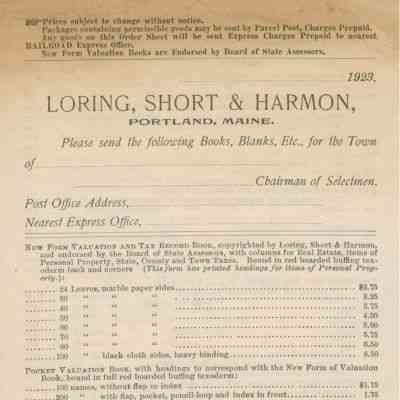 ☞Prices subject to change without notice.
Packages containing permissible goods may be sent by Parcel Post, Charges Prepaid.
Any goods on this Order Sheet will be sent Express Charges Prepaid to nearest
RAILROAD Express Office.
New Form Valuation Books are Endorsed by Board of State Assessors.
1923.
LORING, SHORT & HARMON,
PORTLAND, MAINE.
Please send the following Books, Blanks, Etc., for the Town
of
Chairman of Selectmen.
Post Office Address,
Nearest Express Office,
New Form Valuation and Tax Record Book, copyrighted by Loring, Short & Harmon,
and endorsed by the Board of State Assessors, with columns for Real Estate, items of
Personal Property, State, County and Town Taxes. Bound in red boarded buffing tex-
oderm back and corners (This form has printed headings for items of Personal Prop-
erty.):
24 Leaves, marble paper sides $2.75
" " "
40 " " " 3.75
50 " " " 4.50
60 " " " 5.00
" " " 5.75
80 " " " 6.50
100 " black cloth sides, heavy binding 8.50
Pocket Valuation Book, with headings to correspond with the New Form of Valuation
Book, bound in full red boarded buffing texoderm:
100 names, without flap or index $1.15
200 " with flap, pocket, pencil-loop and index in front 1.75